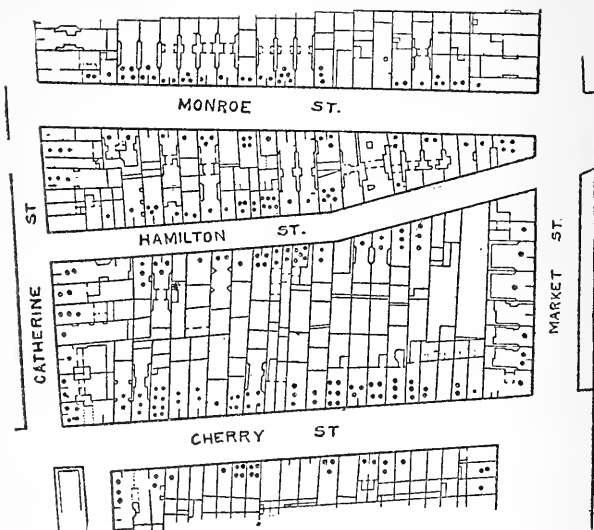 MONROE ST.
HAMILTON ST.
CATHERINE ST
MARKET ST.
CHERRY ST